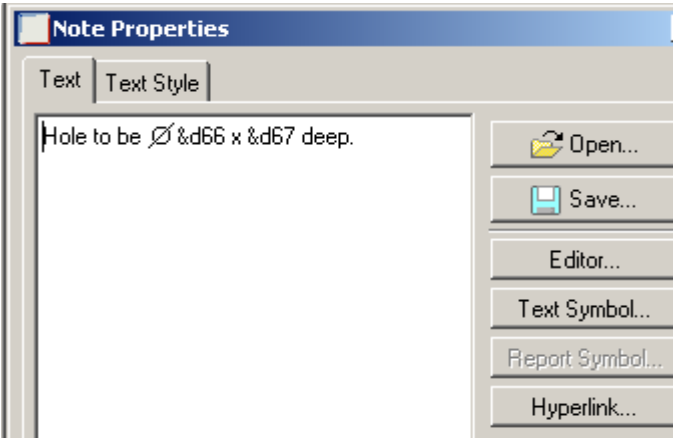 Note Properties
Text
Text Style
Hole to be ∅ &d66 x &d67 deep.
Open...
Save...
Editor...
Text Symbol...
Report Symbol...
Hyperlink...